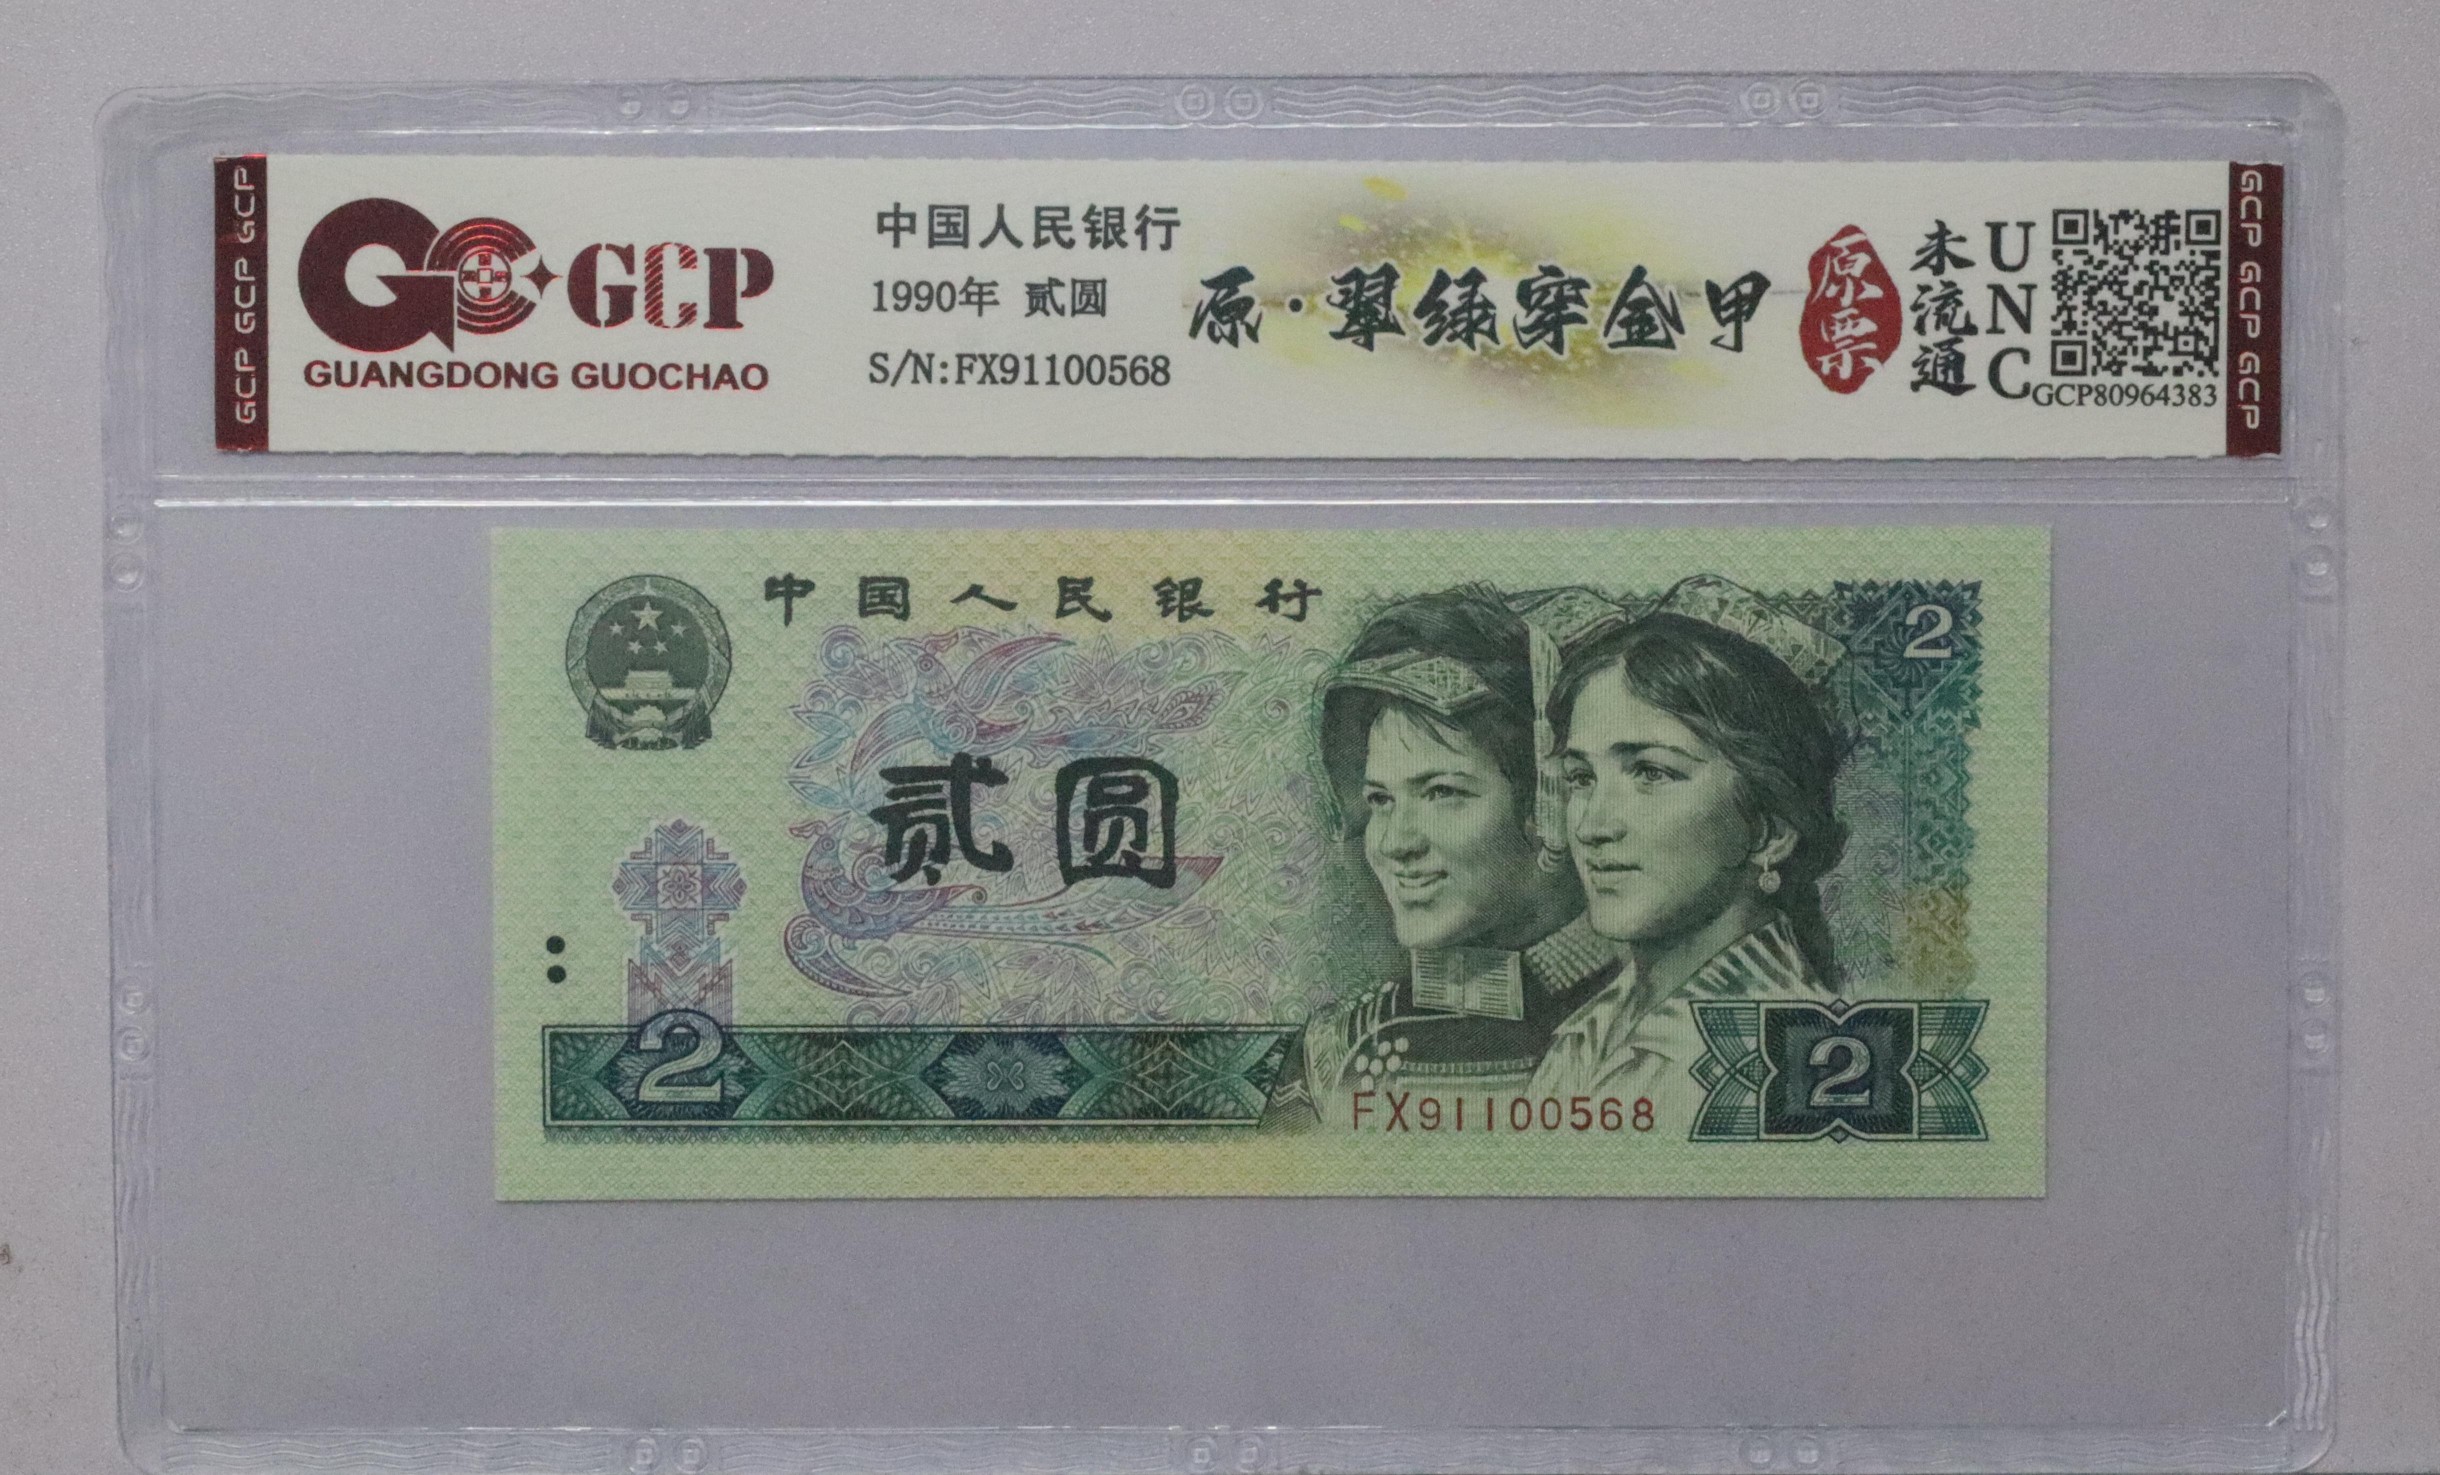 GCP GCP GCP
GC GCP
GUANGDONG GUOCHAO
中国人民银行
1990年 贰圆
S/N:FX91100568
原·翠绿穿金甲
原票
未流通
UNC
GCP80964383
GCP GCP GCP
中国人民银行
2
贰圆
2
FX91100568
2